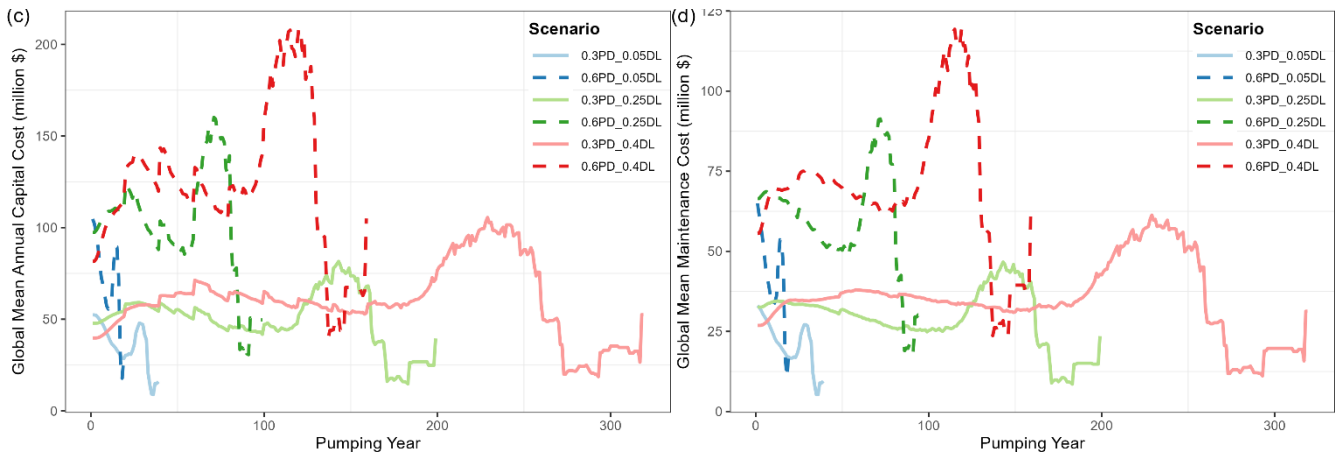 (c)
Global Mean Annual Capital Cost (million $)
200
150
100
50
0
0 100 200 300
Pumping Year
Scenario
0.3PD_0.05DL
0.6PD_0.05DL
0.3PD_0.25DL
0.6PD_0.25DL
0.3PD_0.4DL
0.6PD_0.4DL
(d)
Global Mean Maintenance Cost (million $)
125
100
75
50
25
0
0 100 200 300
Pumping Year
Scenario
0.3PD_0.05DL
0.6PD_0.05DL
0.3PD_0.25DL
0.6PD_0.25DL
0.3PD_0.4DL
0.6PD_0.4DL